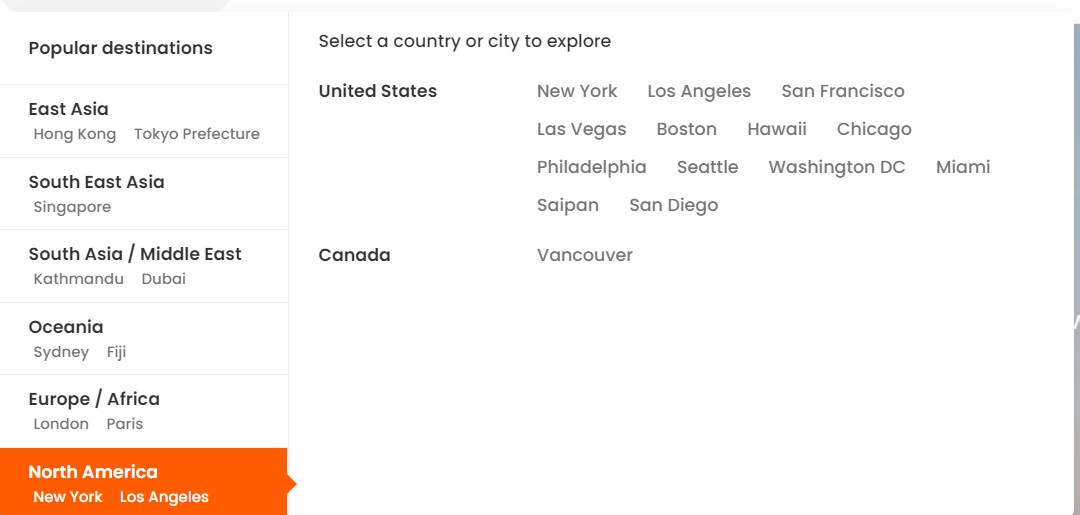 Popular destinations
East Asia
Hong Kong Tokyo Prefecture
South East Asia
Singapore
South Asia / Middle East
Kathmandu Dubai
Oceania
Sydney Fiji
Europe / Africa
London Paris
North America
New York Los Angeles
Select a country or city to explore
United States New York Los Angeles San Francisco
Las Vegas Boston Hawaii Chicago
Philadelphia Seattle Washington DC Miami
Saipan San Diego
Canada Vancouver